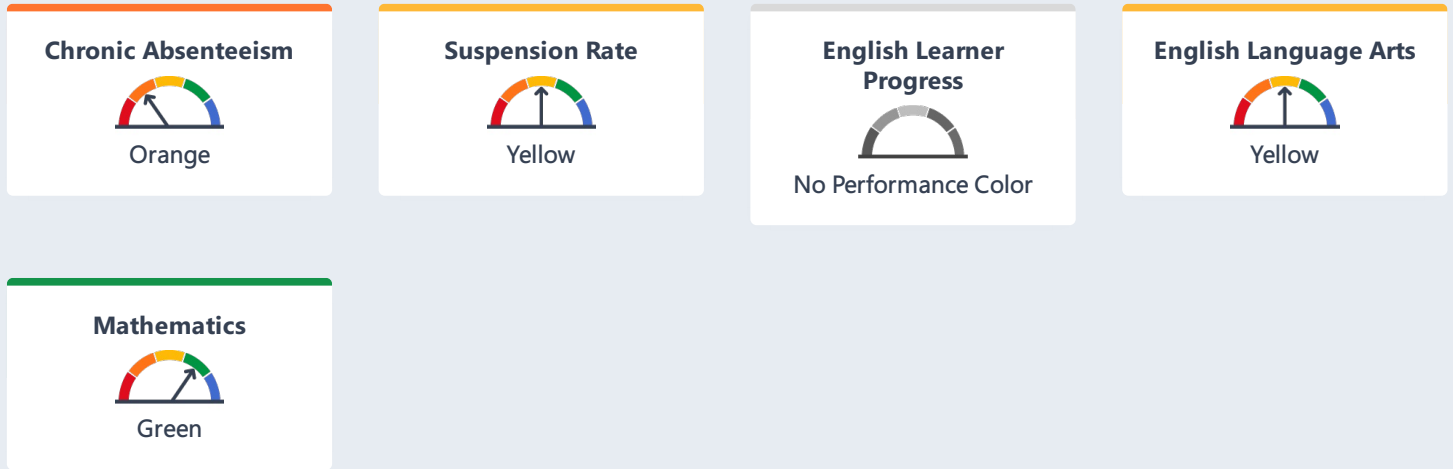 Chronic Absenteeism
Orange
Suspension Rate
Yellow
English Learner
Progress
No Performance Color
English Language Arts
Yellow
Mathematics
Green